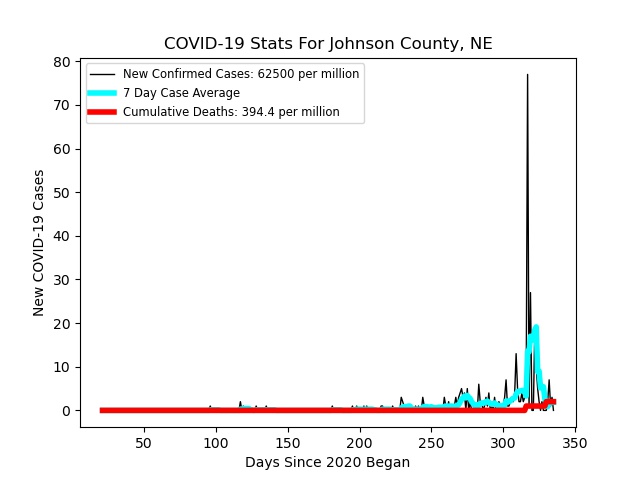 COVID-19 Stats For Johnson County, NE
New Confirmed Cases: 62500 per million
7 Day Case Average
Cumulative Deaths: 394.4 per million
New COVID-19 Cases
80
70
60
50
40
30
20
10
0
50
100
150
200
250
300
350
Days Since 2020 Began